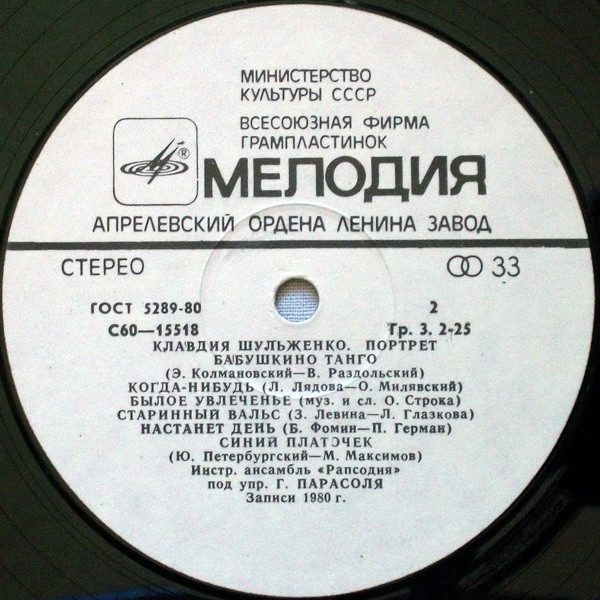 МИНИСТЕРСТВО
КУЛЬТУРЫ СССР
ВСЕСОЮЗНАЯ ФИРМА
ГРАМПЛАСТИНОК
®
МЕЛОДИЯ
АПРЕЛЕВСКИЙ ОРДЕНА ЛЕНИНА ЗАВОД
СТЕРЕО 33
ГОСТ 5289-80 2
С60—15518 Гр. 3. 2-25
КЛАВДИЯ ШУЛЬЖЕНКО. ПОРТРЕТ
БАБУШКИНО ТАНГО
(Э. Колмановский—В. Раздольский)
КОГДА-НИБУДЬ (Л. Лядова—О. Милявский)
БЫЛОЕ УВЛЕЧЕНЬЕ (муз. и сл. О. Строка)
СТАРИННЫЙ ВАЛЬС (З. Левина—Л. Глазкова)
НАСТАНЕТ ДЕНЬ (Б. Фомин—П. Герман)
СИНИЙ ПЛАТОЧЕК
(Ю. Петербургский—М. Максимов)
Инстр. ансамбль «Рапсодия»
под упр. Г. ПАРАСОЛЯ
Записи 1980 г.